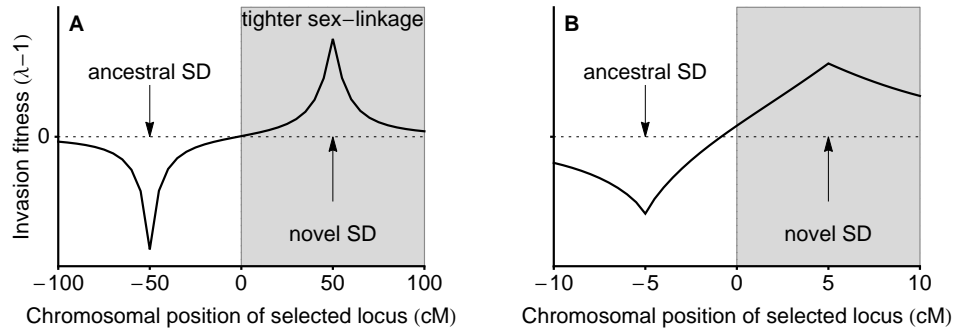 A
tighter sex−linkage
ancestral SD
novel SD
0
Invasion fitness (λ−1)
−100
−50
0
50
100
Chromosomal position of selected locus (cM)
B
ancestral SD
novel SD
−10
−5
0
5
10
Chromosomal position of selected locus (cM)